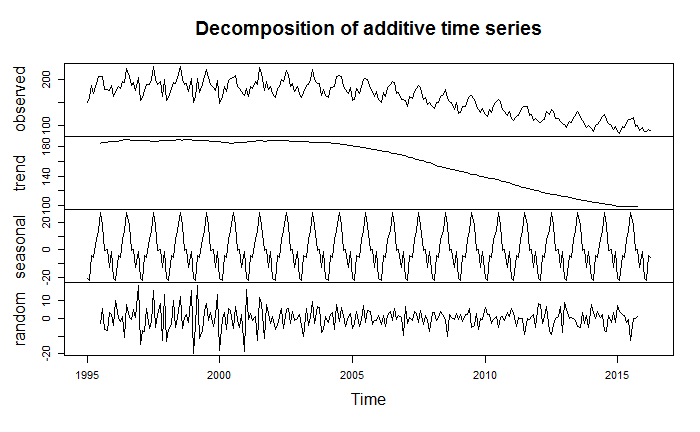 Decomposition of additive time series
observed
100
200
trend
100
140
180
seasonal
-20
0
10
20
random
-20
0
10
1995
2000
2005
2010
2015
Time